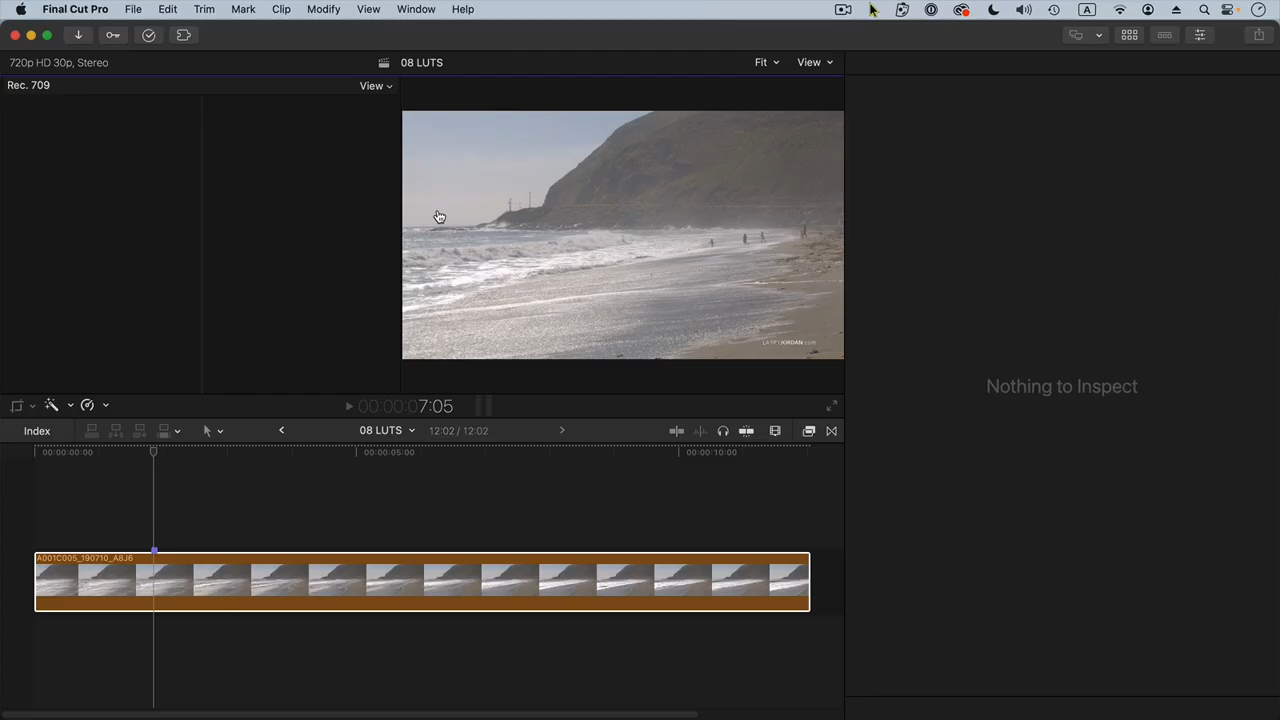 Final Cut Pro File Edit Trim Mark Clip Modify View Window Help
A
720p HD 30p, Stereo
08 LUTS
Fit
View
Rec. 709
View
LARRYJORDAN.com
Nothing to Inspect
00:00:00:07:05
Index
08 LUTS
12:02 / 12:02
00:00:00:00
00:00:05:00
00:00:10:00
A001C005_190710_A8J6